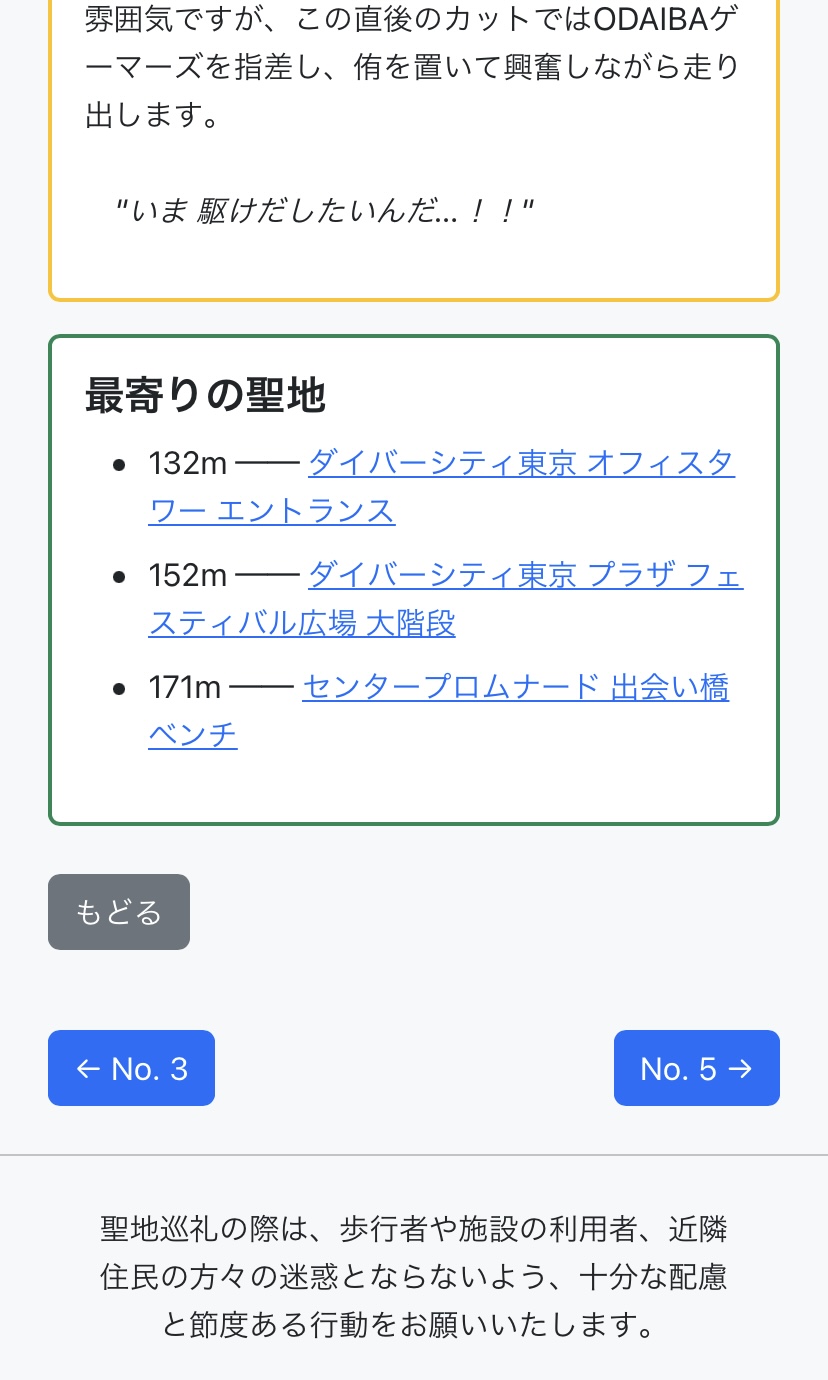 雰囲気ですが、この直後のカットではODAIBAゲ
ーマーズを指差し、侑を置いて興奮しながら走り
出します。
"いま 駆けだしたいんだ...！！"
最寄りの聖地
• 132m —— ダイバーシティ東京 オフィスタ
ワー エントランス
• 152m —— ダイバーシティ東京 プラザ フェ
スティバル広場 大階段
• 171m —— センタープロムナード 出会い橋
ベンチ
もどる
← No. 3
No. 5 →
聖地巡礼の際は、歩行者や施設の利用者、近隣
住民の方々の迷惑とならないよう、十分な配慮
と節度ある行動をお願いいたします。